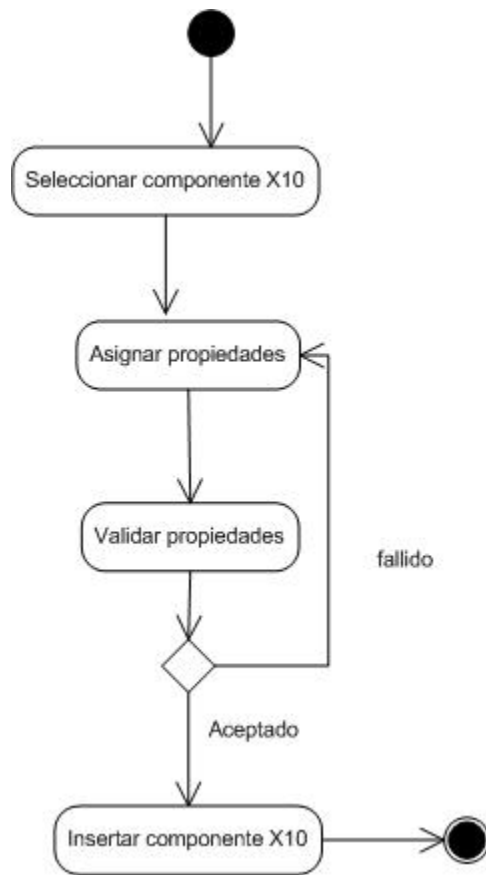 Seleccionar componente X10
Asignar propiedades
Validar propiedades
fallido
Aceptado
Insertar componente X10